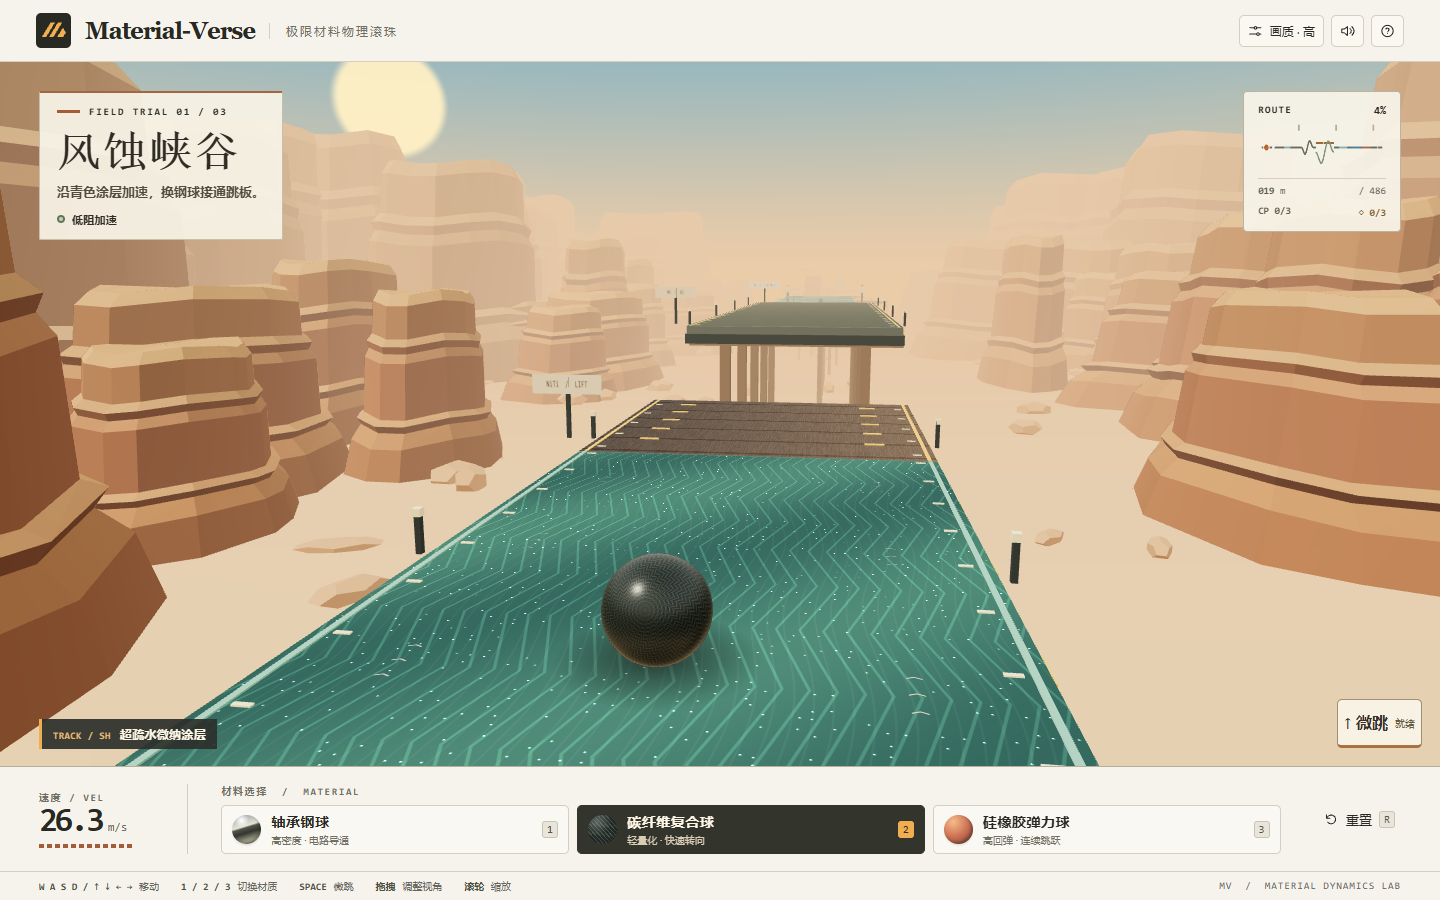 Material-Verse
极限材料物理滚珠
画质 · 高
FIELD TRIAL 01 / 03
风蚀峡谷
沿青色涂层加速，换钢球接通跳板。
低阻加速
ROUTE 4%
019 m / 486
CP 0/3 ◇ 0/3
NITI / LIFT
TRACK / SH 超疏水微纳涂层
↑ 微跳 就绪
速度 / VEL
26.3 m/s
材料选择 / MATERIAL
轴承钢球
高密度 · 电路导通
1
碳纤维复合球
轻量化 · 快速转向
2
硅橡胶弹力球
高回弹 · 连续跳跃
3
重置 R
W A S D / ↑ ↓ ← → 移动
1 / 2 / 3 切换材质
SPACE 微跳
拖拽 调整视角
滚轮 缩放
MV / MATERIAL DYNAMICS LAB